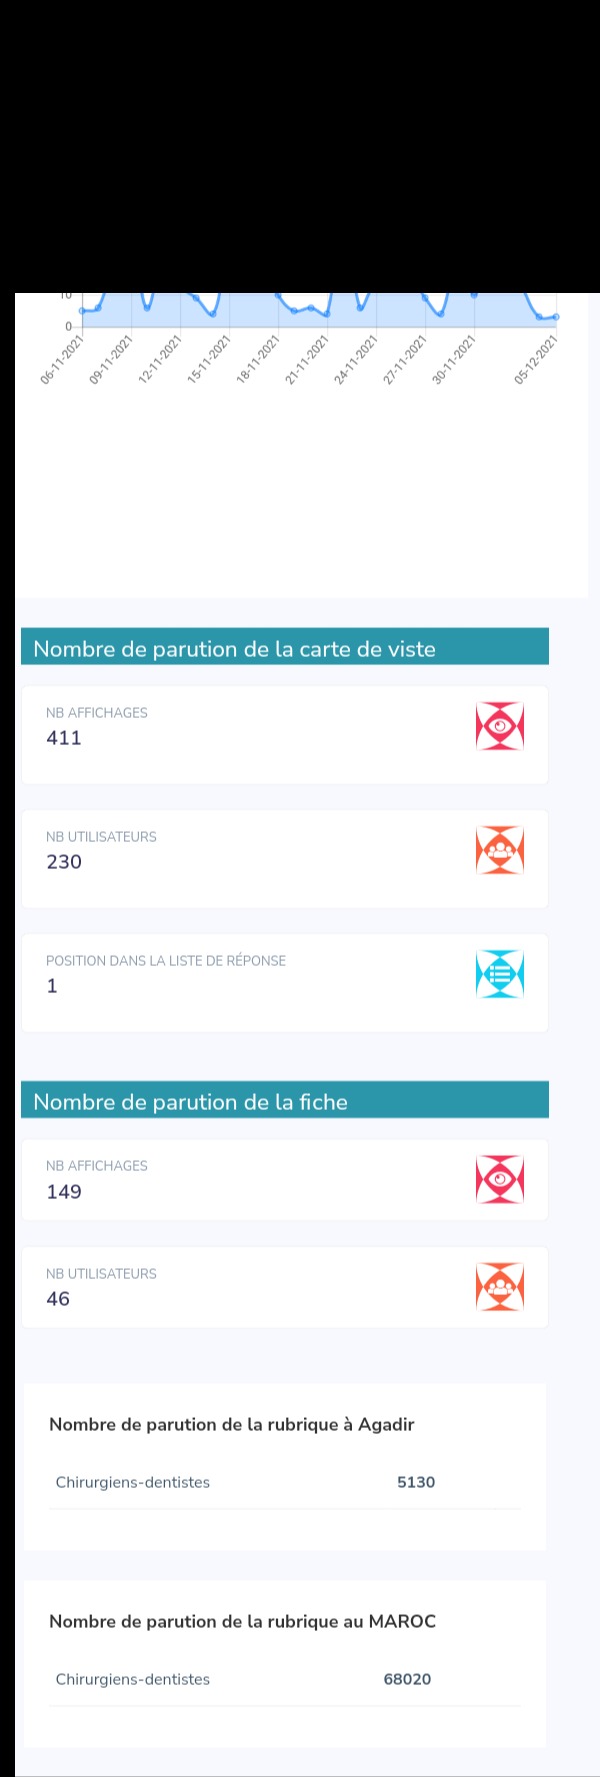 10
0
06-11-2021
09-11-2021
12-11-2021
15-11-2021
18-11-2021
21-11-2021
24-11-2021
27-11-2021
30-11-2021
05-12-2021
Nombre de parution de la carte de viste
NB AFFICHAGES
411
NB UTILISATEURS
230
POSITION DANS LA LISTE DE RÉPONSE
1
Nombre de parution de la fiche
NB AFFICHAGES
149
NB UTILISATEURS
46
Nombre de parution de la rubrique à Agadir
Chirurgiens-dentistes 5130
Nombre de parution de la rubrique au MAROC
Chirurgiens-dentistes 68020